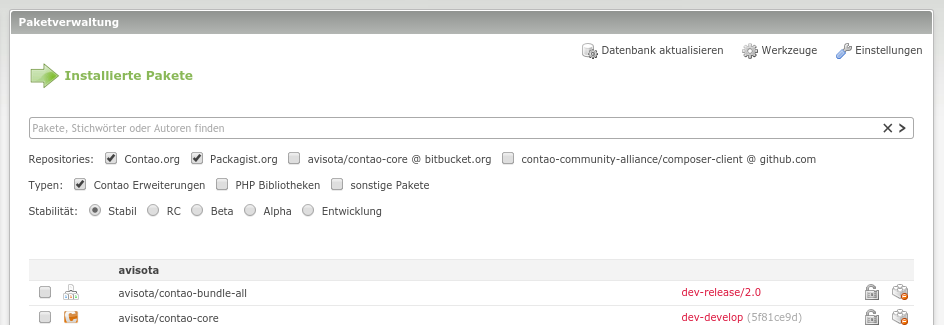 Paketverwaltung
Datenbank aktualisieren Werkzeuge Einstellungen
Installierte Pakete
Pakete, Stichwörter oder Autoren finden
Repositories: Contao.org Packagist.org avisota/contao-core @ bitbucket.org contao-community-alliance/composer-client @ github.com
Typen: Contao Erweiterungen PHP Bibliotheken sonstige Pakete
Stabilität: Stabil RC Beta Alpha Entwicklung
avisota
avisota/contao-bundle-all dev-release/2.0
avisota/contao-core dev-develop (5f81ce9d)